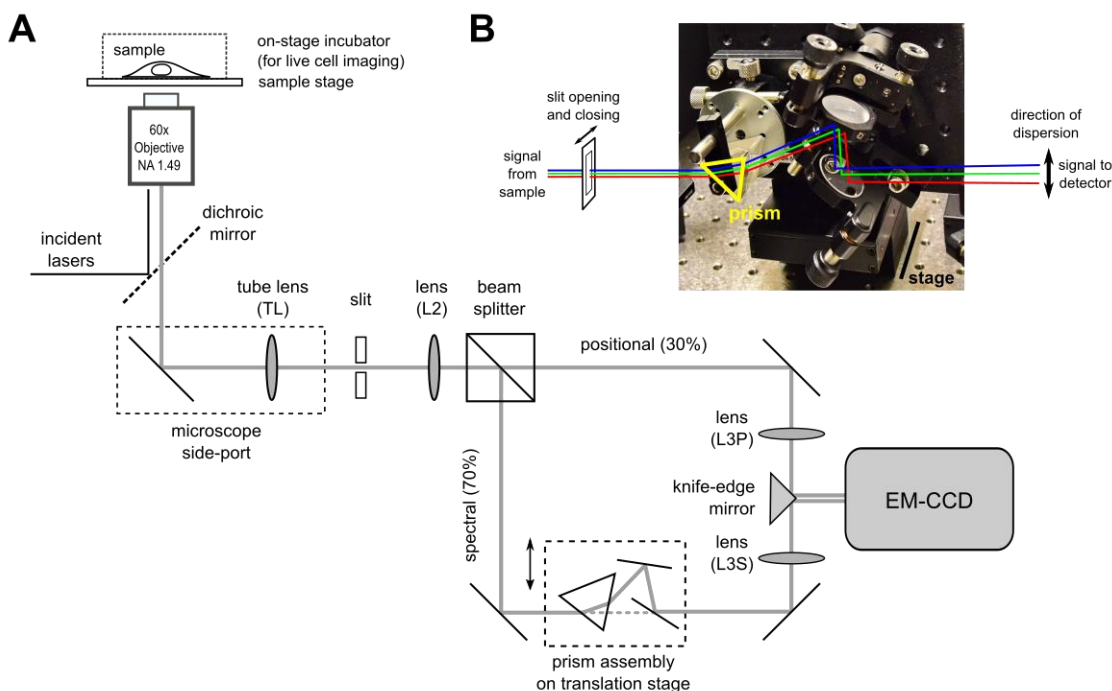 A
sample
on-stage incubator
(for live cell imaging)
sample stage
60x
Objective
NA 1.49
dichroic
mirror
incident
lasers
tube lens
(TL)
slit
lens
(L2)
beam
splitter
positional (30%)
microscope
side-port
spectral (70%)
lens
(L3P)
knife-edge
mirror
EM-CCD
lens
(L3S)
prism assembly
on translation stage
B
slit opening
and closing
signal
from
sample
prism
direction of
dispersion
signal to
detector
stage